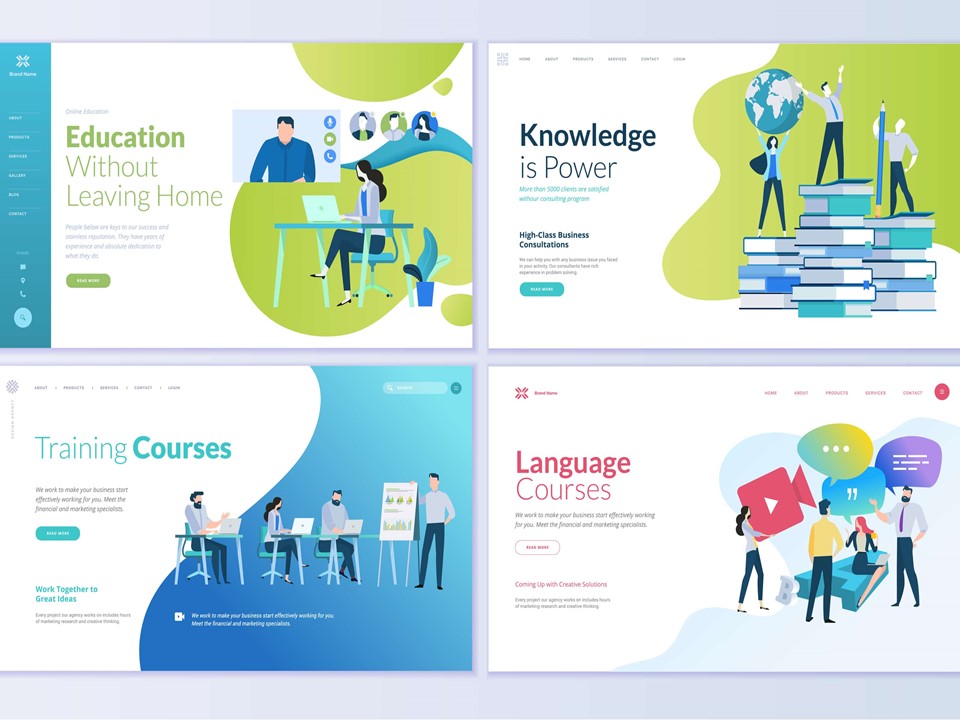 Brand Name
ABOUT
PRODUCTS
SERVICES
GALLERY
BLOG
CONTACT
Online Education
Education
Without
Leaving Home
People below are keys to our success and
stainless reputation. They have years of
experience and absolute dedication to
what they do.
READ MORE
HOME ABOUT PRODUCTS SERVICES CONTACT LOGIN
Knowledge
is Power
More than 5000 clients are satisfied
withour consulting program
High-Class Business
Consultations
We can help you with any business issue you faced
in your activity. Our consultants have rich
experience in problem solving.
READ MORE
ABOUT PRODUCTS SERVICES CONTACT LOGIN
SEARCH
DESIGN AGENCY
Training Courses
We work to make your business start
effectively working for you. Meet the
financial and marketing specialists.
READ MORE
Work Together to
Great Ideas
Every project our agency works on includes hours
of marketing research and creative thinking.
We work to make your business start effectively working for you.
Meet the financial and marketing specialists.
Brand Name
HOME ABOUT PRODUCTS SERVICES CONTACT
Language
Courses
We work to make your business start effectively working
for you. Meet the financial and marketing specialists.
READ MORE
Coming Up with Creative Solutions
Every project our agency works on includes hours
of marketing research and creative thinking.
B